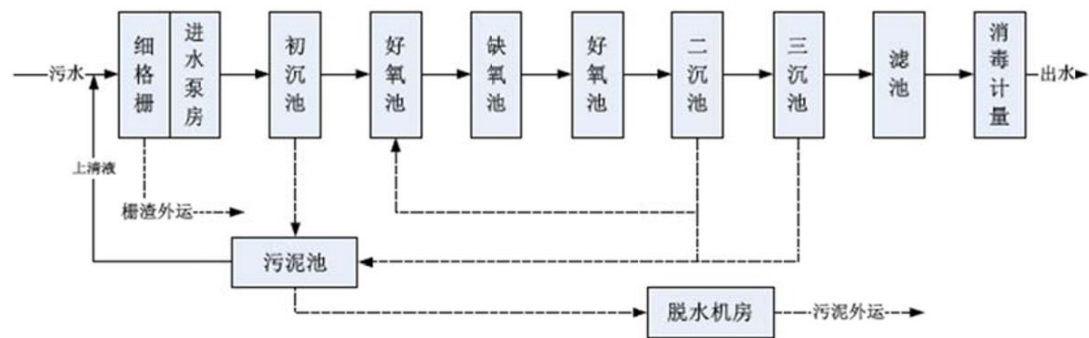 污水
细格栅
进水泵房
初沉池
好氧池
缺氧池
好氧池
二沉池
三沉池
滤池
消毒计量
出水
上清液
栅渣外运
污泥池
脱水机房
污泥外运